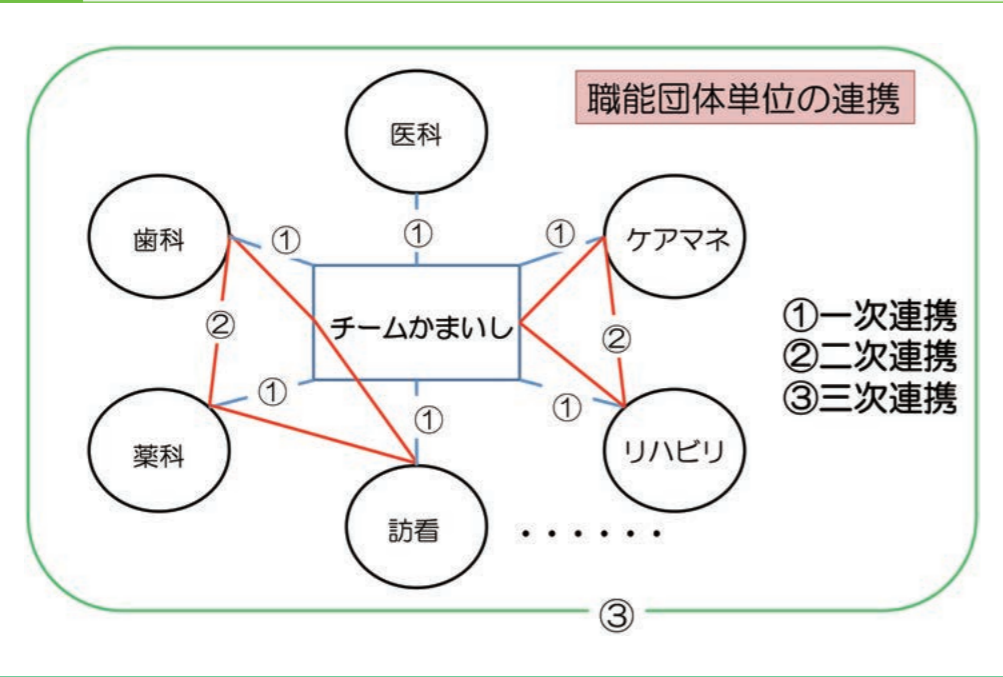 職能団体単位の連携
医科
歯科
①
①
①
ケアマネ
チームかまいし
②
②
①一次連携
②二次連携
③三次連携
①
①
①
薬科
リハビリ
訪看
・・・・・・
③